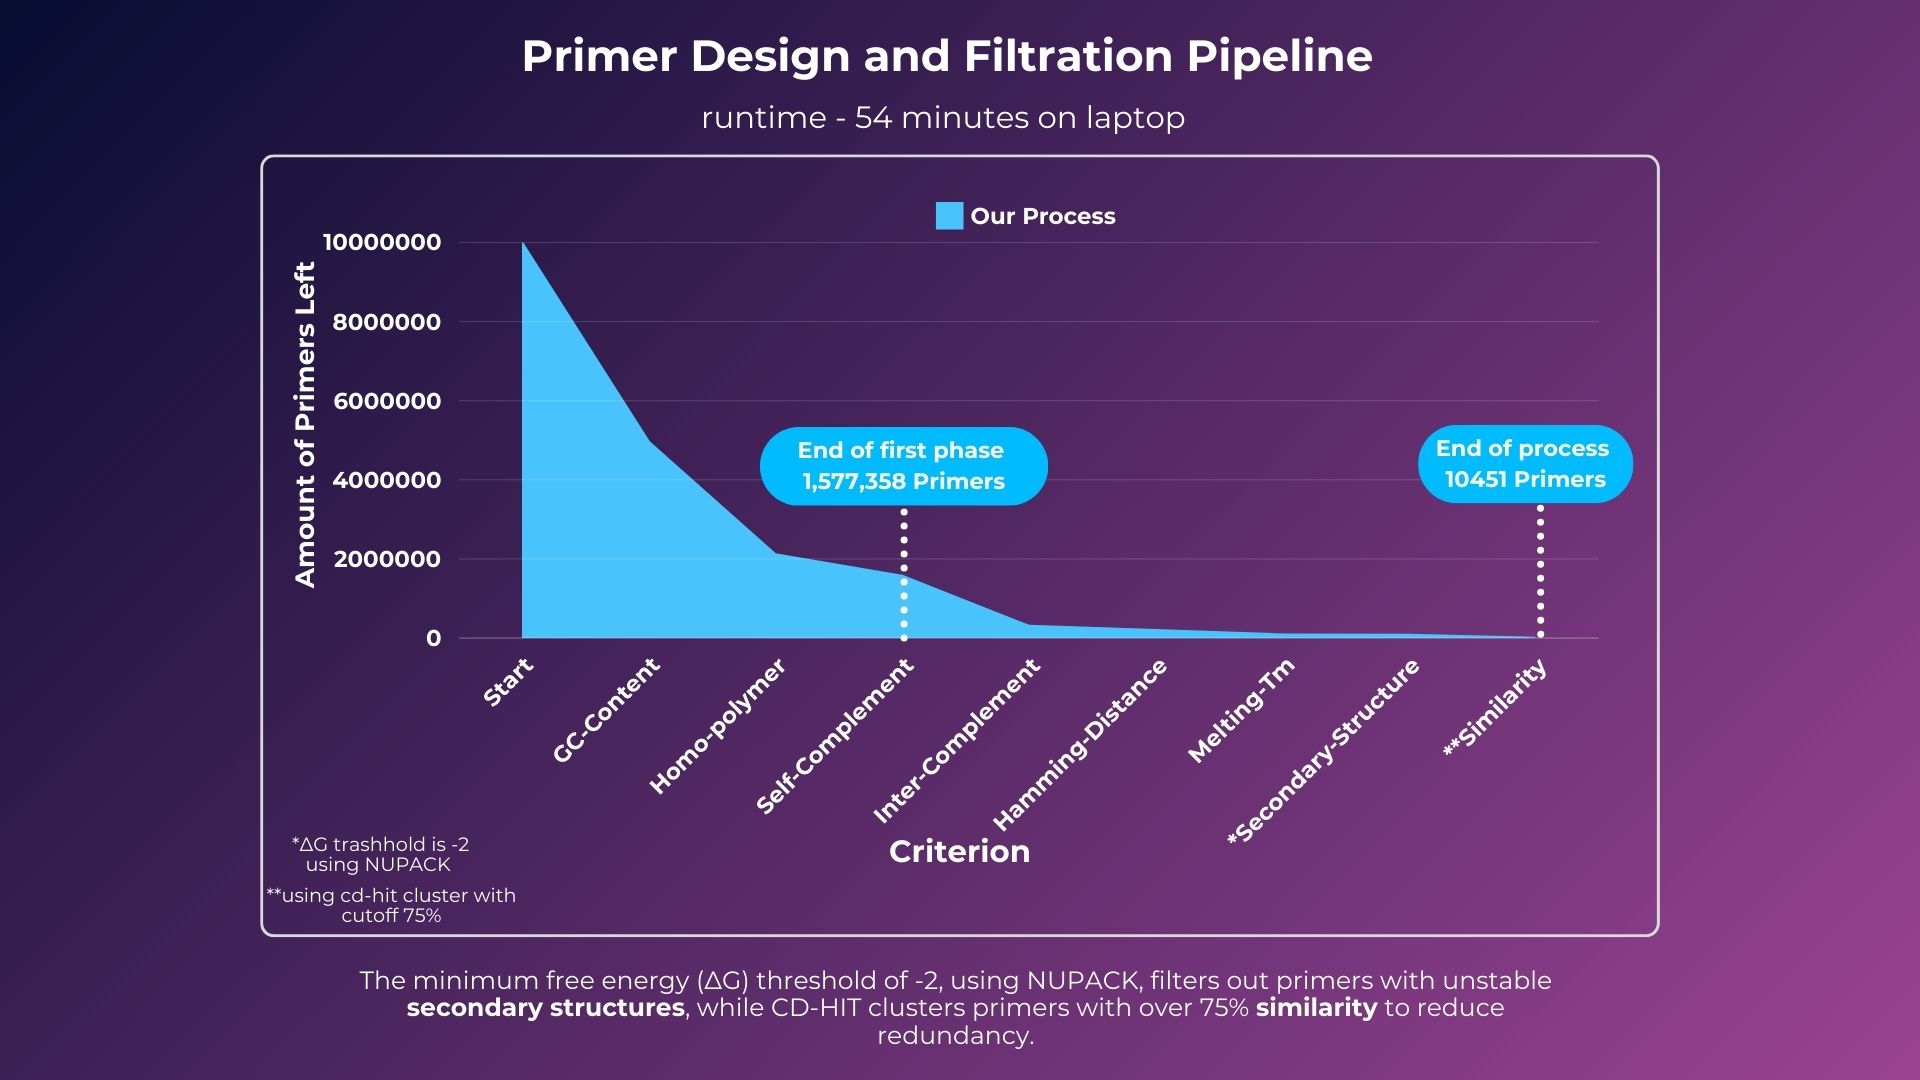 Primer Design and Filtration Pipeline
runtime - 54 minutes on laptop
Our Process
Amount of Primers Left
10000000
8000000
6000000
4000000
2000000
0
End of first phase
1,577,358 Primers
End of process
10451 Primers
Start
GC-Content
Homo-polymer
Self-Complement
Inter-Complement
Hamming-Distance
Melting-Tm
*Secondary-Structure
**Similarity
Criterion
*ΔG trashhold is -2
using NUPACK
**using cd-hit cluster with
cutoff 75%
The minimum free energy (ΔG) threshold of -2, using NUPACK, filters out primers with unstable
secondary structures, while CD-HIT clusters primers with over 75% similarity to reduce
redundancy.